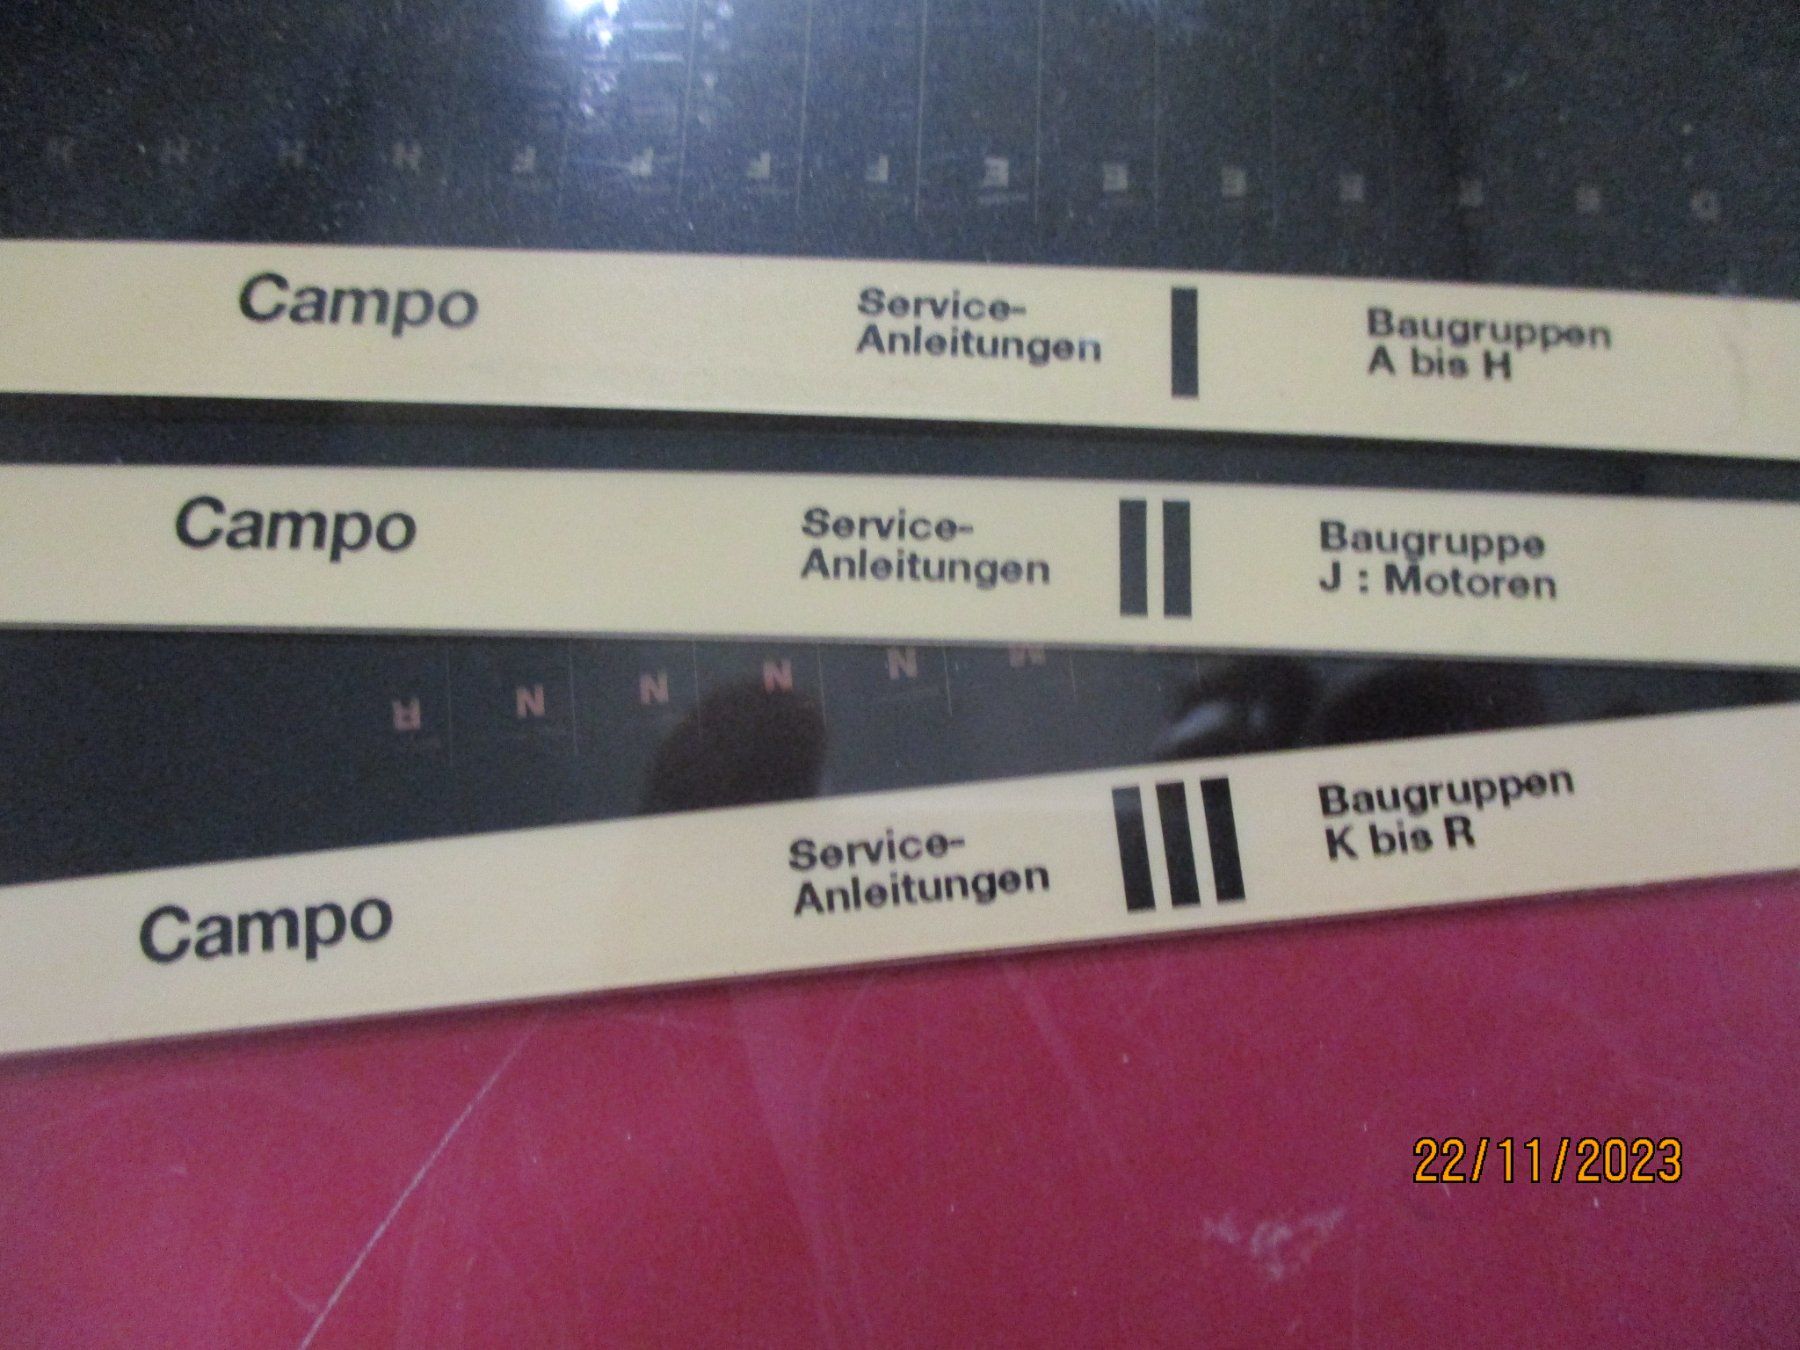 Campo
Service-
Anleitungen
I
Baugruppen
A bis H
Campo
Service-
Anleitungen
II
Baugruppe
J : Motoren
R N N N N M
Campo
Service-
Anleitungen
III
Baugruppen
K bis R
22/11/2023